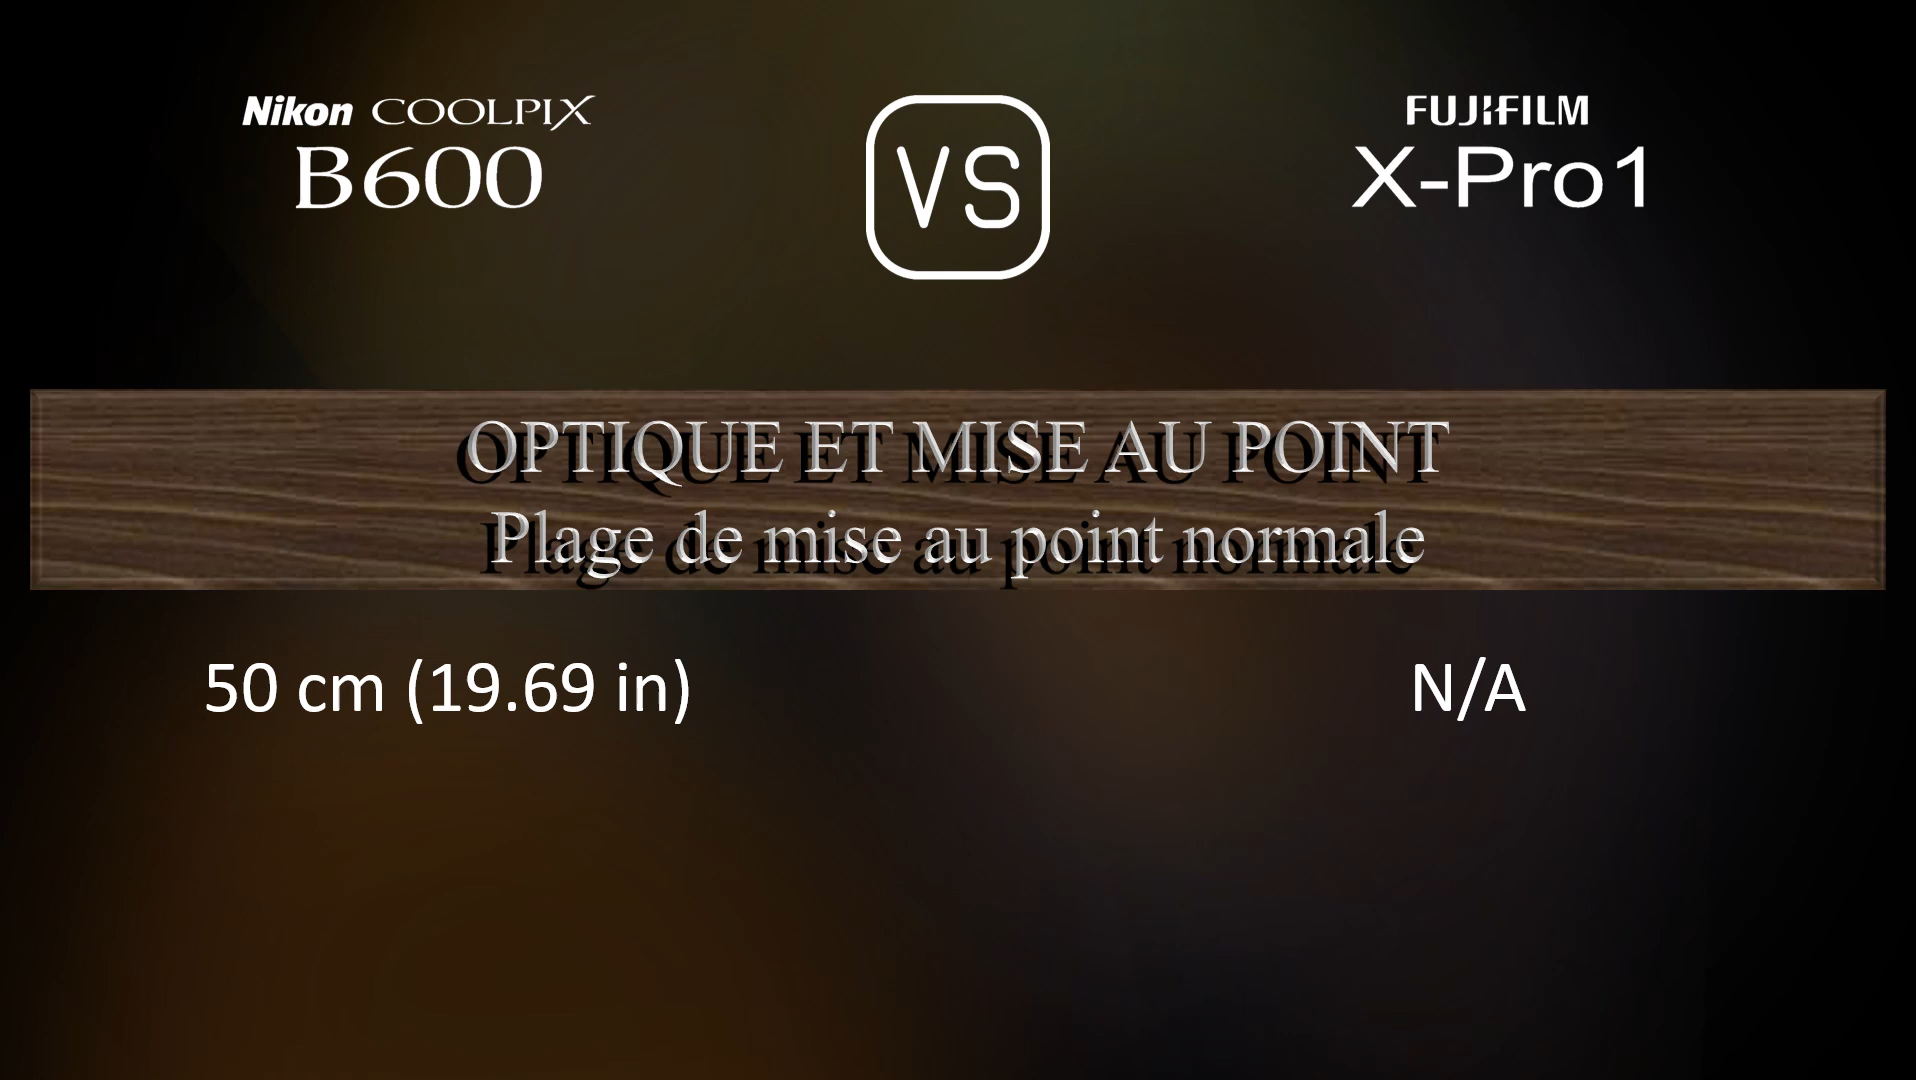 Nikon COOLPIX
B600
VS
FUJIFILM
X-Pro1
OPTIQUE ET MISE AU POINT
Plage de mise au point normale
50 cm (19.69 in)
N/A